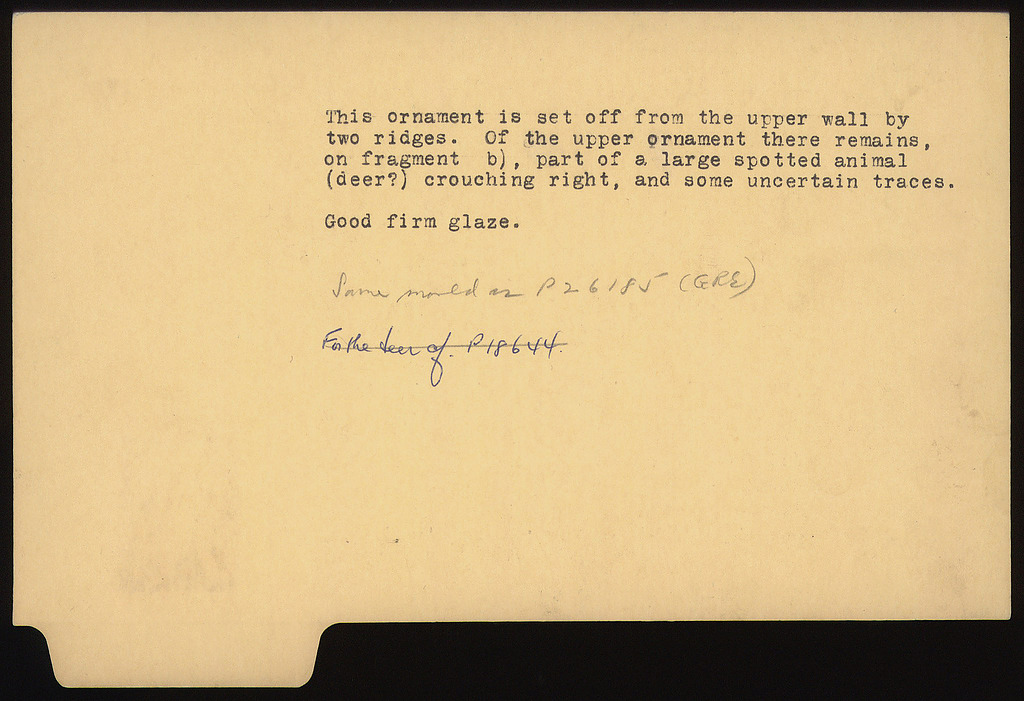 This ornament is set off from the upper wall by
two ridges. Of the upper ornament there remains,
on fragment b), part of a large spotted animal
(deer?) crouching right, and some uncertain traces.
Good firm glaze.
Same mould as P 26185 (GRE)
For the deer cf. P 18644.